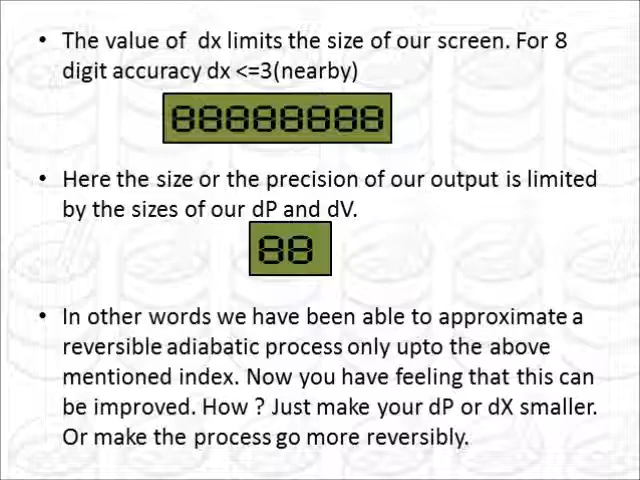 • The value of dx limits the size of our screen. For 8
digit accuracy dx <=3(nearby)
88888888
• Here the size or the precision of our output is limited
by the sizes of our dP and dV.
88
• In other words we have been able to approximate a
reversible adiabatic process only upto the above
mentioned index. Now you have feeling that this can
be improved. How ? Just make your dP or dX smaller.
Or make the process go more reversibly.